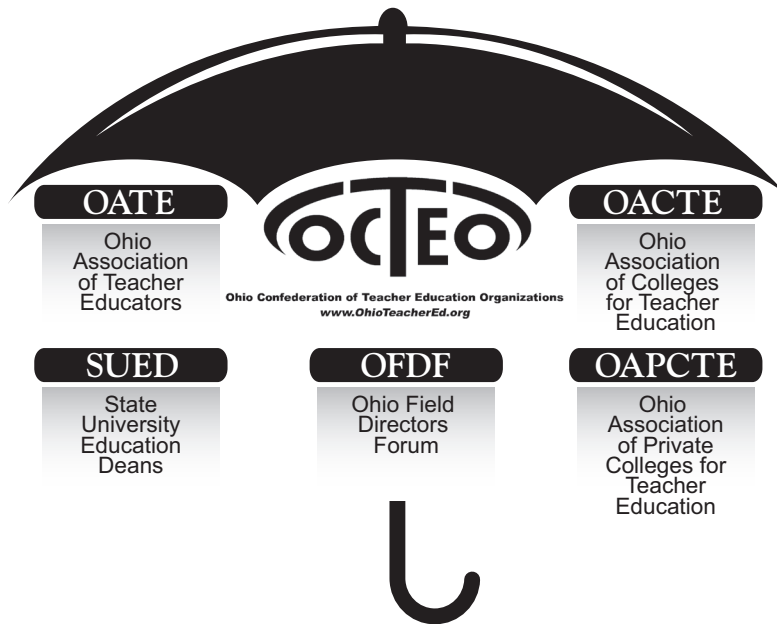 OATE
Ohio
Association
of Teacher
Educators
OCTEO
Ohio Confederation of Teacher Education Organizations
www.OhioTeacherEd.org
OACTE
Ohio
Association
of Colleges
for Teacher
Education
SUED
State
University
Education
Deans
OFDF
Ohio Field
Directors
Forum
OAPCTE
Ohio
Association
of Private
Colleges for
Teacher
Education